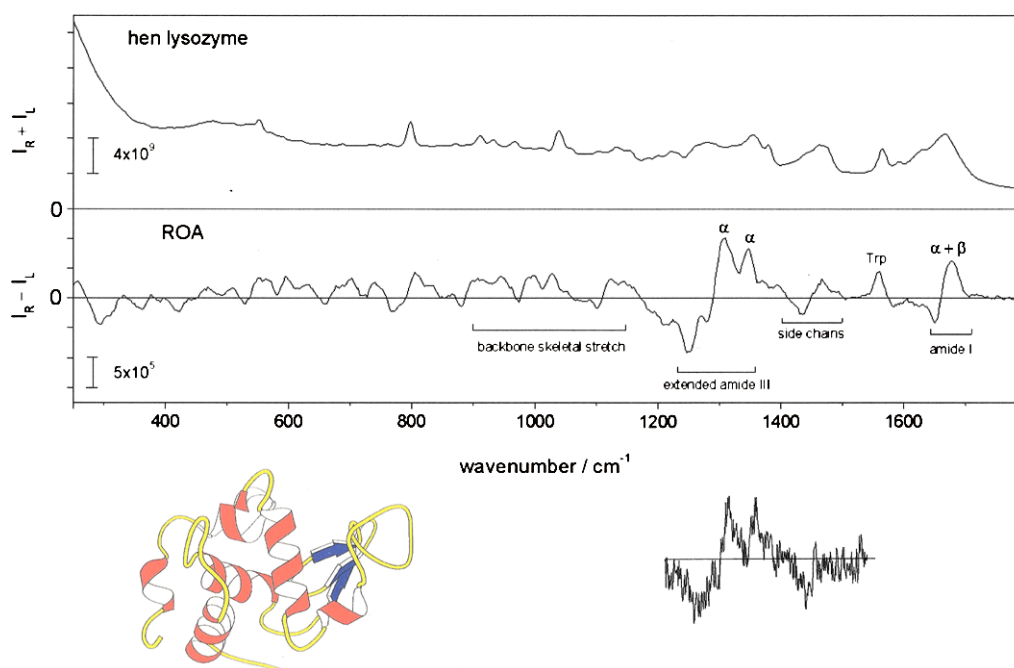 hen lysozyme
I_R + I_L
4x10^9
0
ROA
α
α
Trp
α + β
I_R − I_L
0
backbone skeletal stretch
extended amide III
side chains
amide I
5x10^5
400 600 800 1000 1200 1400 1600
wavenumber / cm^-1